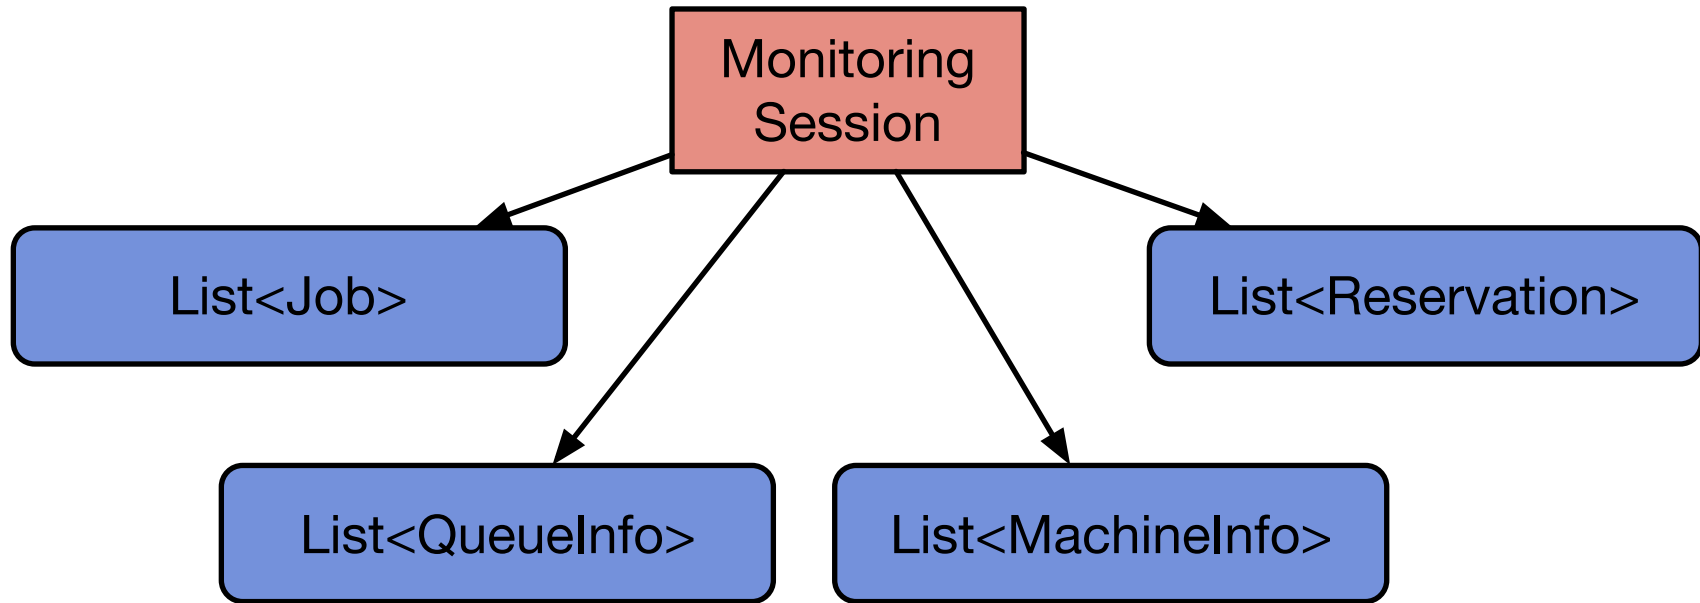 Monitoring
Session
List<Job>
List<Reservation>
List<QueueInfo>
List<MachineInfo>